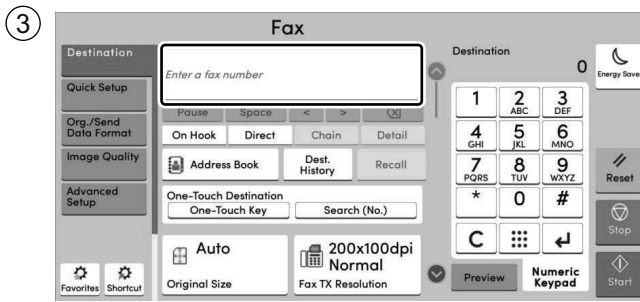 3
Fax
Destination
Quick Setup
Org./Send
Data Format
Image Quality
Advanced
Setup
Favorites
Shortcut
Enter a fax number
Pause
Space
<
>
On Hook
Direct
Chain
Detail
Address Book
Dest.
History
Recall
One-Touch Destination
One-Touch Key
Search (No.)
Auto
Original Size
200x100dpi
Normal
Fax TX Resolution
Destination
0
1
2
ABC
3
DEF
4
GHI
5
JKL
6
MNO
7
PQRS
8
TUV
9
WXYZ
*
0
#
C
Preview
Numeric
Keypad
Energy Save
Reset
Stop
Start